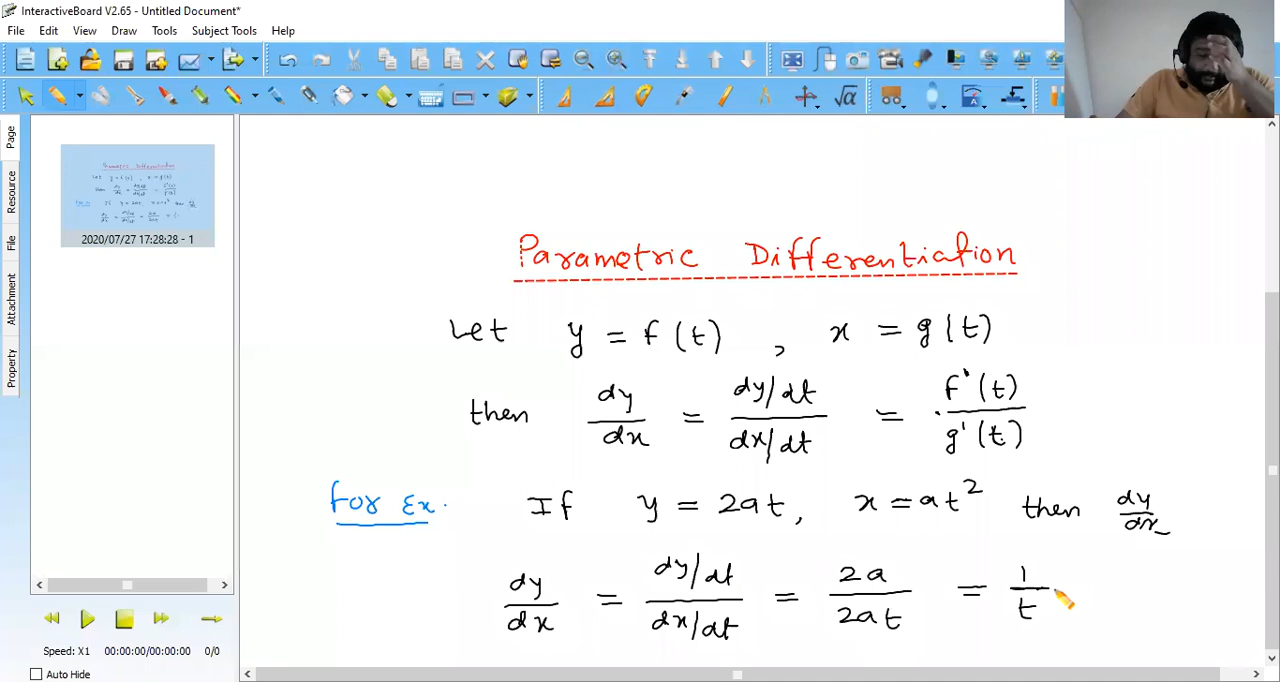 InteractiveBoard V2.65 - Untitled Document*
File Edit View Draw Tools Subject Tools Help
Page
Resource
File
Attachment
Property
2020/07/27 17:28:28 - 1
Speed: X1 00:00:00/00:00:00 0/0
Auto Hide
Parametric Differentiation
Let y = f(t), x = g(t)
then dy/dx = (dy/dt)/(dx/dt) = f'(t)/g'(t)
For Ex. If y = 2at, x = at² then dy/dx
dy/dx = (dy/dt)/(dx/dt) = 2a/2at = 1/t